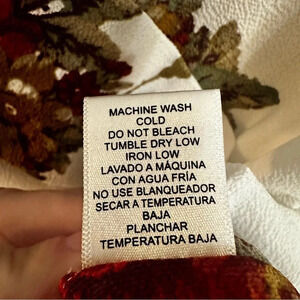 MACHINE WASH
COLD
DO NOT BLEACH
TUMBLE DRY LOW
IRON LOW
LAVADO A MÁQUINA
CON AGUA FRÍA
NO USE BLANQUEADOR
SECAR A TEMPERATURA
BAJA
PLANCHAR
TEMPERATURA BAJA